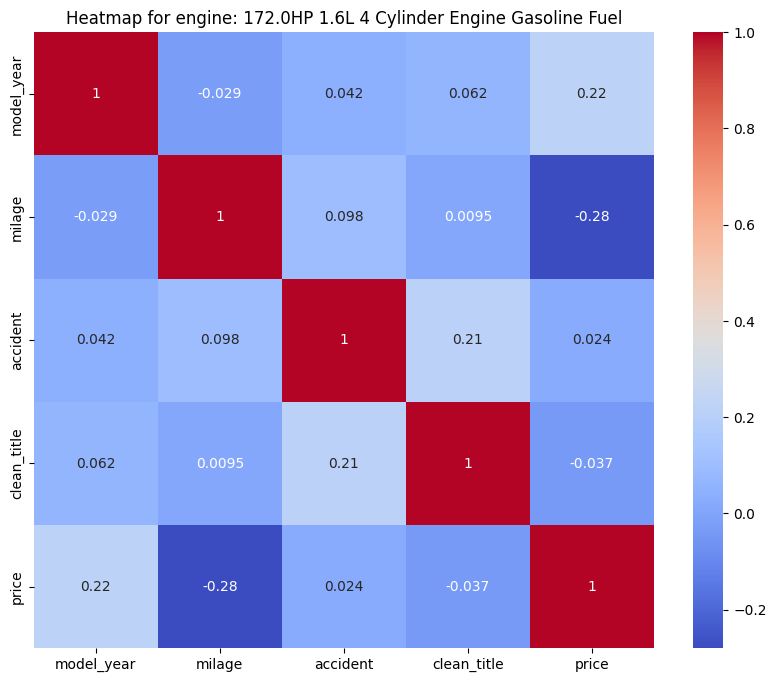 Heatmap for engine: 172.0HP 1.6L 4 Cylinder Engine Gasoline Fuel
model_year
1
-0.029
0.042
0.062
0.22
milage
-0.029
1
0.098
0.0095
-0.28
accident
0.042
0.098
1
0.21
0.024
clean_title
0.062
0.0095
0.21
1
-0.037
price
0.22
-0.28
0.024
-0.037
1
model_year
milage
accident
clean_title
price
1.0
0.8
0.6
0.4
0.2
0.0
−0.2